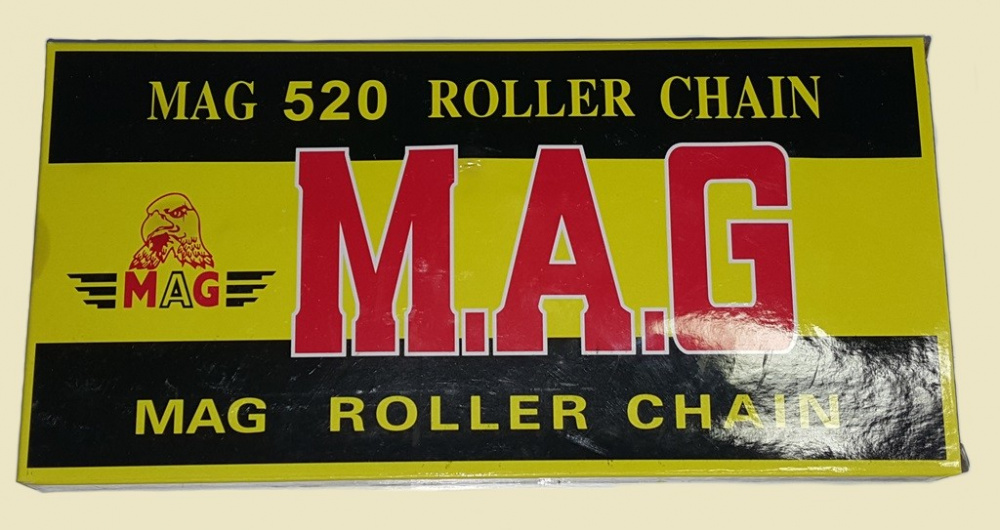 MAG 520 ROLLER CHAIN
M.A.G
MAG
MAG ROLLER CHAIN